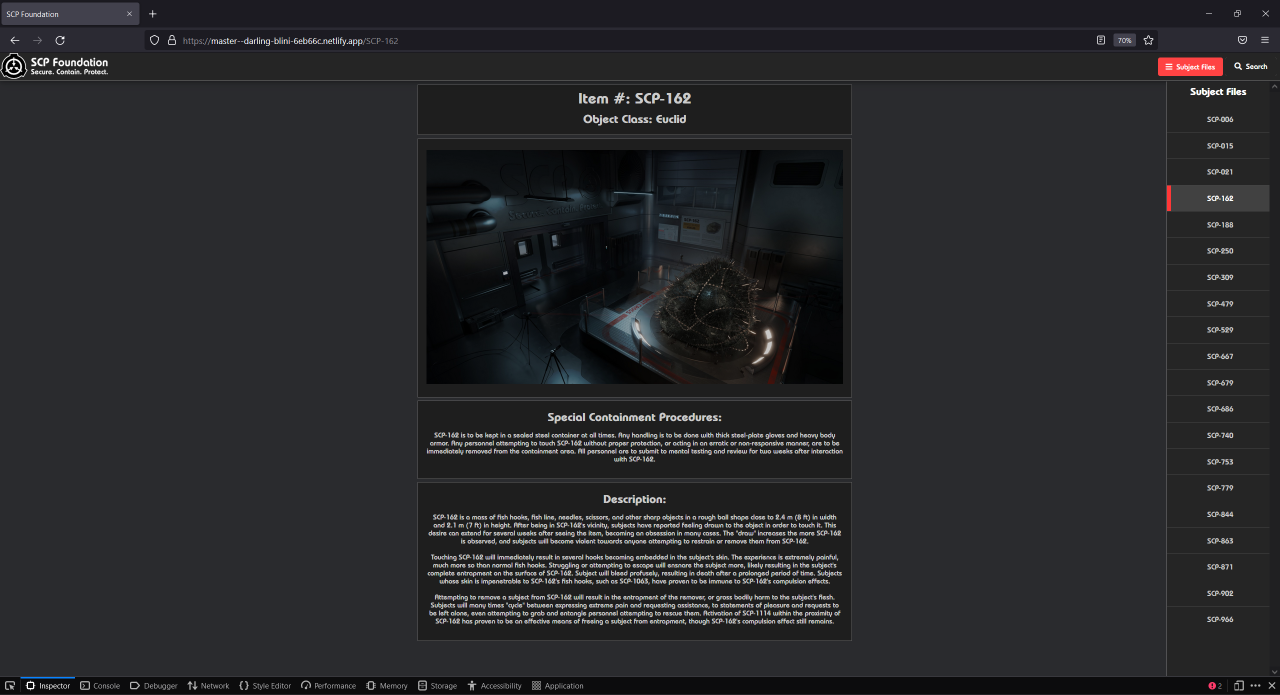 SCP Foundation
https://master--darling-blini-6eb66c.netlify.app/SCP-162
70%
SCP Foundation
Secure. Contain. Protect.
Subject Files
Search
Item #: SCP-162
Object Class: Euclid
Special Containment Procedures:
SCP-162 is to be kept in a sealed steel container at all times. Any handling is to be done with thick steel-plate gloves and heavy body
armor. Any personnel attempting to touch SCP-162 without proper protection, or acting in an erratic or non-responsive manner, are to be
immediately removed from the containment area. All personnel are to submit to mental testing and review for two weeks after interaction
with SCP-162.
Description:
SCP-162 is a mass of fish hooks, fish line, needles, scissors, and other sharp objects in a rough ball shape close to 2.4 m (8 ft) in width
and 2.1 m (7 ft) in height. After being in SCP-162's vicinity, subjects have reported feeling drawn to the object in order to touch it. This
desire can extend for several weeks after seeing the item, becoming an obsession in many cases. The "draw" increases the more SCP-162
is observed, and subjects will become violent towards anyone attempting to restrain or remove them from SCP-162.
Touching SCP-162 will immediately result in several hooks becoming embedded in the subject's skin. The experience is extremely painful,
much more so than normal fish hooks. Struggling or attempting to escape will ensnare the subject more, likely resulting in the subject's
complete entrapment on the surface of SCP-162. Subject will bleed profusely, resulting in death after a prolonged period of time. Subjects
whose skin is impenetrable to SCP-162's fish hooks, such as SCP-1063, have proven to be immune to SCP-162's compulsion effects.
Attempting to remove a subject from SCP-162 will result in the entrapment of the remover, or gross bodily harm to the subject's flesh.
Subjects will many times "cycle" between expressing extreme pain and requesting assistance, to statements of pleasure and requests to
be left alone, even attempting to grab and entangle personnel attempting to rescue them. Activation of SCP-1114 within the proximity of
SCP-162 has proven to be an effective means of freeing a subject from entrapment, though SCP-162's compulsion effect still remains.
Subject Files
SCP-006
SCP-015
SCP-021
SCP-162
SCP-188
SCP-250
SCP-309
SCP-479
SCP-529
SCP-667
SCP-679
SCP-686
SCP-740
SCP-753
SCP-779
SCP-844
SCP-863
SCP-871
SCP-902
SCP-966
Inspector
Console
Debugger
Network
Style Editor
Performance
Memory
Storage
Accessibility
Application
2